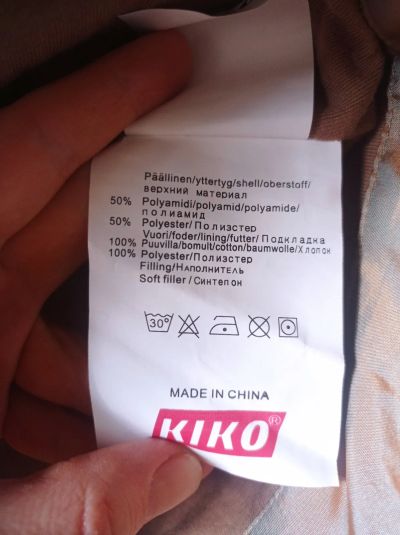 Päällinen/yttertyg/shell/oberstoff/
верхний материал
50% Polyamidi/polyamid/polyamide/
полиамид
50% Polyester/Полиэстер
Vuori/foder/lining/futter/Подкладка
100% Puuvilla/bomult/cotton/baumwolle/Хлопок
100% Polyester/Полиэстер
Filling/Наполнитель
Soft filler/Синтепон
30°
MADE IN CHINA
KIKO®